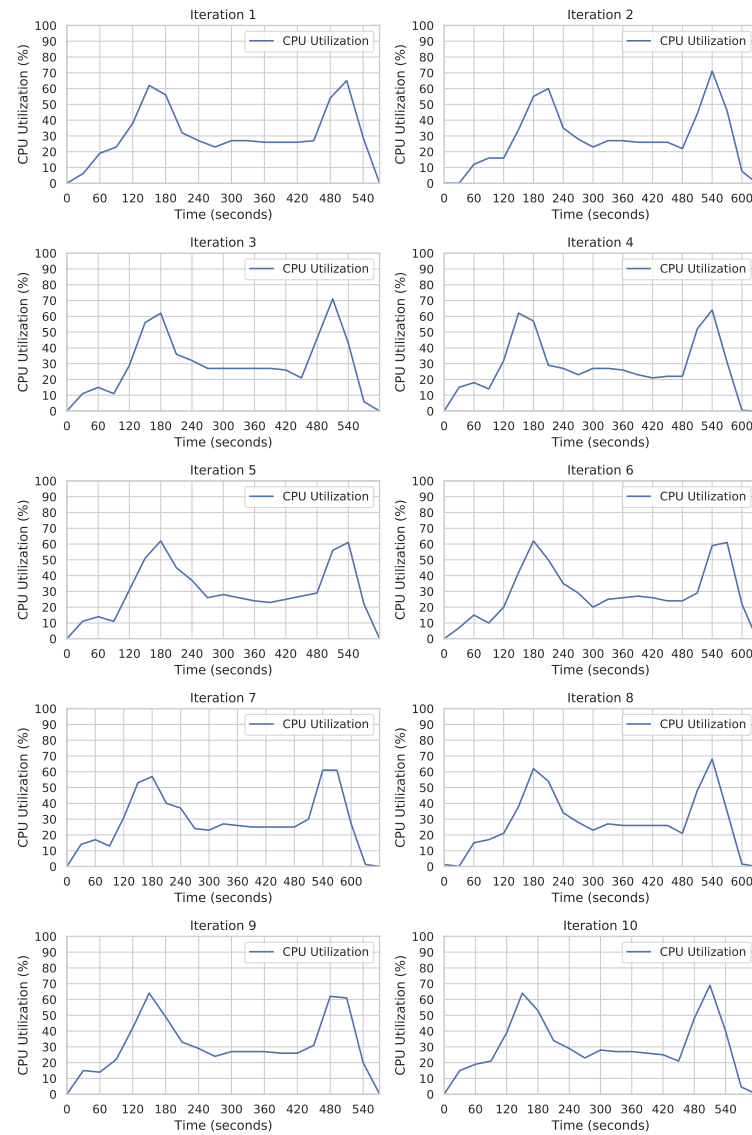 Iteration 1
CPU Utilization (%)
100
90
80
70
60
50
40
30
20
10
0
CPU Utilization
0 60 120 180 240 300 360 420 480 540
Time (seconds)
Iteration 2
CPU Utilization (%)
100
90
80
70
60
50
40
30
20
10
0
CPU Utilization
0 60 120 180 240 300 360 420 480 540 600
Time (seconds)
Iteration 3
CPU Utilization (%)
100
90
80
70
60
50
40
30
20
10
0
CPU Utilization
0 60 120 180 240 300 360 420 480 540
Time (seconds)
Iteration 4
CPU Utilization (%)
100
90
80
70
60
50
40
30
20
10
0
CPU Utilization
0 60 120 180 240 300 360 420 480 540 600
Time (seconds)
Iteration 5
CPU Utilization (%)
100
90
80
70
60
50
40
30
20
10
0
CPU Utilization
0 60 120 180 240 300 360 420 480 540
Time (seconds)
Iteration 6
CPU Utilization (%)
100
90
80
70
60
50
40
30
20
10
0
CPU Utilization
0 60 120 180 240 300 360 420 480 540 600
Time (seconds)
Iteration 7
CPU Utilization (%)
100
90
80
70
60
50
40
30
20
10
0
CPU Utilization
0 60 120 180 240 300 360 420 480 540 600
Time (seconds)
Iteration 8
CPU Utilization (%)
100
90
80
70
60
50
40
30
20
10
0
CPU Utilization
0 60 120 180 240 300 360 420 480 540 600
Time (seconds)
Iteration 9
CPU Utilization (%)
100
90
80
70
60
50
40
30
20
10
0
CPU Utilization
0 60 120 180 240 300 360 420 480 540
Time (seconds)
Iteration 10
CPU Utilization (%)
100
90
80
70
60
50
40
30
20
10
0
CPU Utilization
0 60 120 180 240 300 360 420 480 540
Time (seconds)